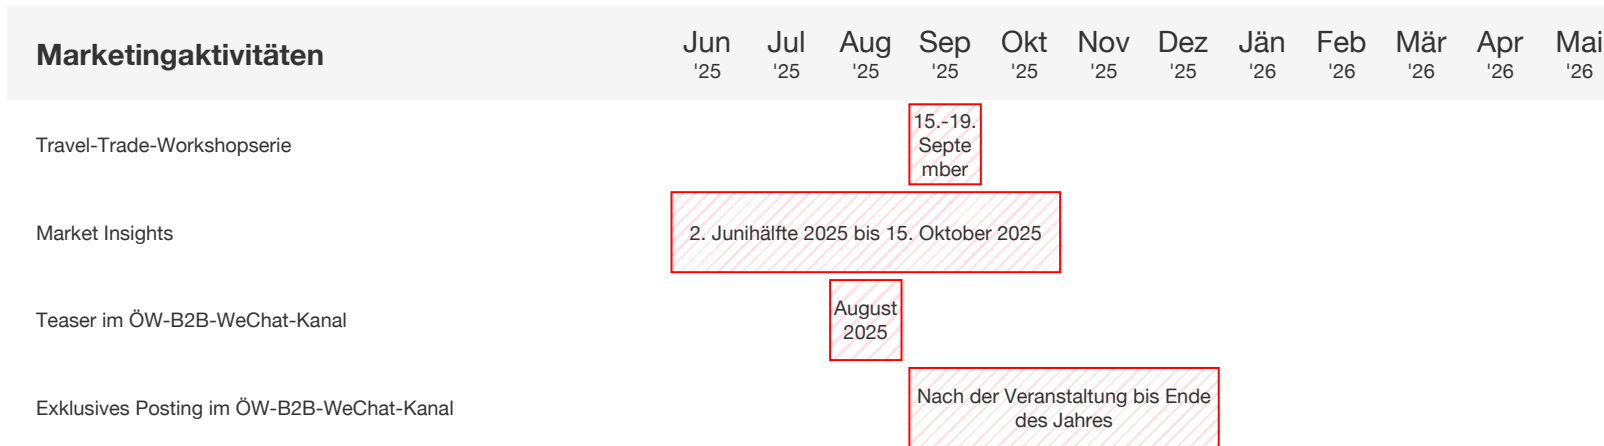 Marketingaktivitäten
Jun Jul Aug Sep Okt Nov Dez Jän Feb Mär Apr Mai
'25 '25 '25 '25 '25 '25 '25 '26 '26 '26 '26 '26
Travel-Trade-Workshopserie
15.-19.
Septe
mber
Market Insights
2. Junihälfte 2025 bis 15. Oktober 2025
Teaser im ÖW-B2B-WeChat-Kanal
August
2025
Exklusives Posting im ÖW-B2B-WeChat-Kanal
Nach der Veranstaltung bis Ende
des Jahres